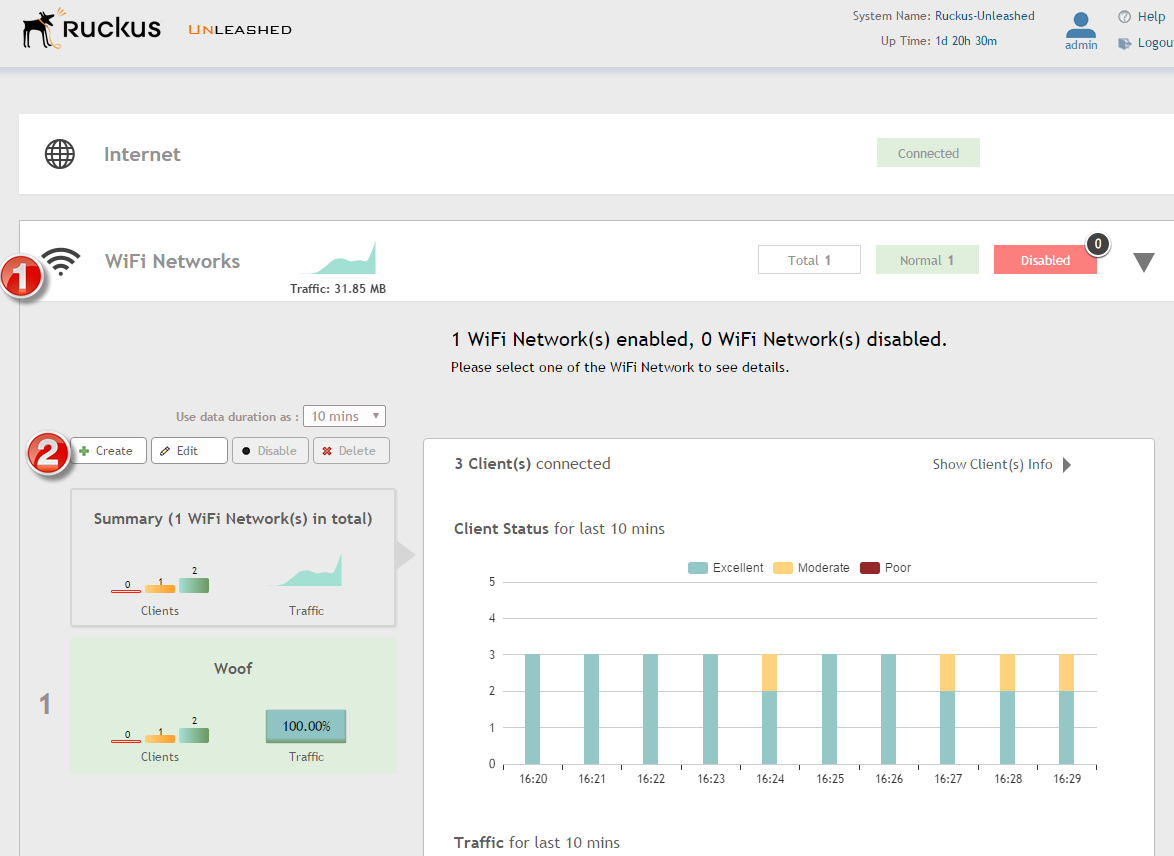 Ruckus UNLEASHED
System Name: Ruckus-Unleashed
Up Time: 1d 20h 30m
admin
Help
Logou
Internet
Connected
1
WiFi Networks
Traffic: 31.85 MB
Total 1
Normal 1
Disabled
0
1 WiFi Network(s) enabled, 0 WiFi Network(s) disabled.
Please select one of the WiFi Network to see details.
Use data duration as : 10 mins
2
Create
Edit
Disable
Delete
Summary (1 WiFi Network(s) in total)
0 1 2
Clients
Traffic
1
Woof
0 1 2
Clients
100.00%
Traffic
3 Client(s) connected
Show Client(s) Info
Client Status for last 10 mins
Excellent Moderate Poor
5
4
3
2
1
0
16:20 16:21 16:22 16:23 16:24 16:25 16:26 16:27 16:28 16:29
Traffic for last 10 mins